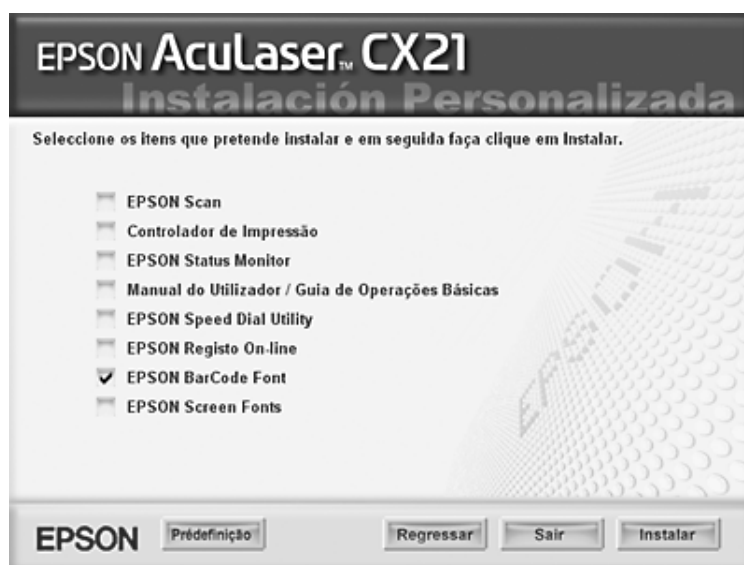 EPSON AcuLaser™ CX21
Instalación Personalizada
Seleccione os itens que pretende instalar e em seguida faça clique em Instalar.
EPSON Scan
Controlador de Impressão
EPSON Status Monitor
Manual do Utilizador / Guia de Operações Básicas
EPSON Speed Dial Utility
EPSON Registo On-line
EPSON BarCode Font
EPSON Screen Fonts
EPSON
EPSON Prédefinição Regressar Sair Instalar